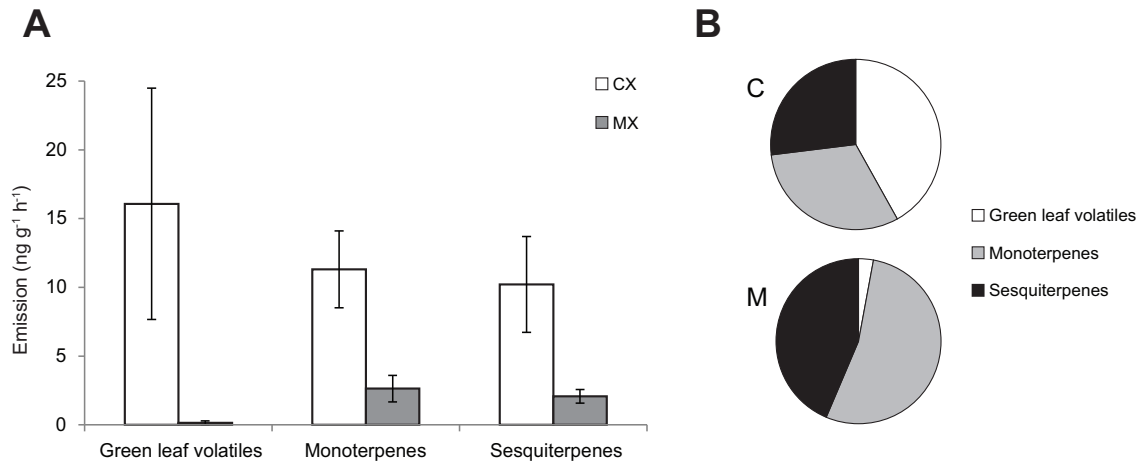 A
25
20
15
10
5
0
Emission (ng g⁻¹ h⁻¹)
Green leaf volatiles
Monoterpenes
Sesquiterpenes
CX
MX
B
C
M
Green leaf volatiles
Monoterpenes
Sesquiterpenes